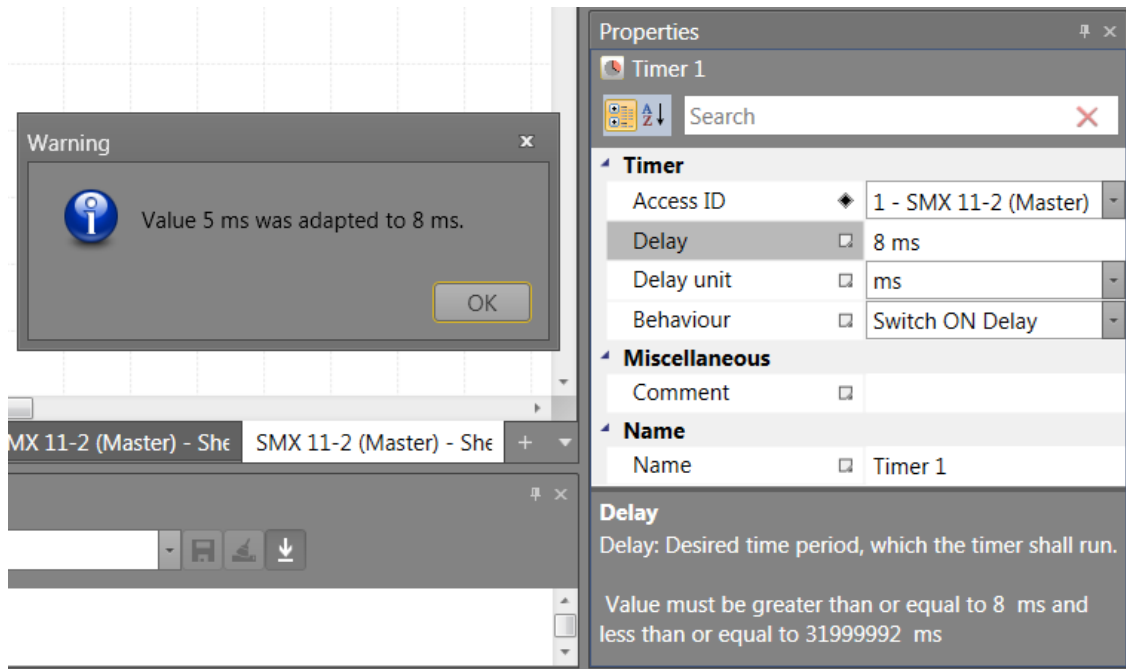 Warning
Value 5 ms was adapted to 8 ms.
OK
MX 11-2 (Master) - She
SMX 11-2 (Master) - She
+
Properties
Timer 1
A
Z
Search
Timer
Access ID
1 - SMX 11-2 (Master)
Delay
8 ms
Delay unit
ms
Behaviour
Switch ON Delay
Miscellaneous
Comment
Name
Name
Timer 1
Delay
Delay: Desired time period, which the timer shall run.
Value must be greater than or equal to 8 ms and
less than or equal to 31999992 ms